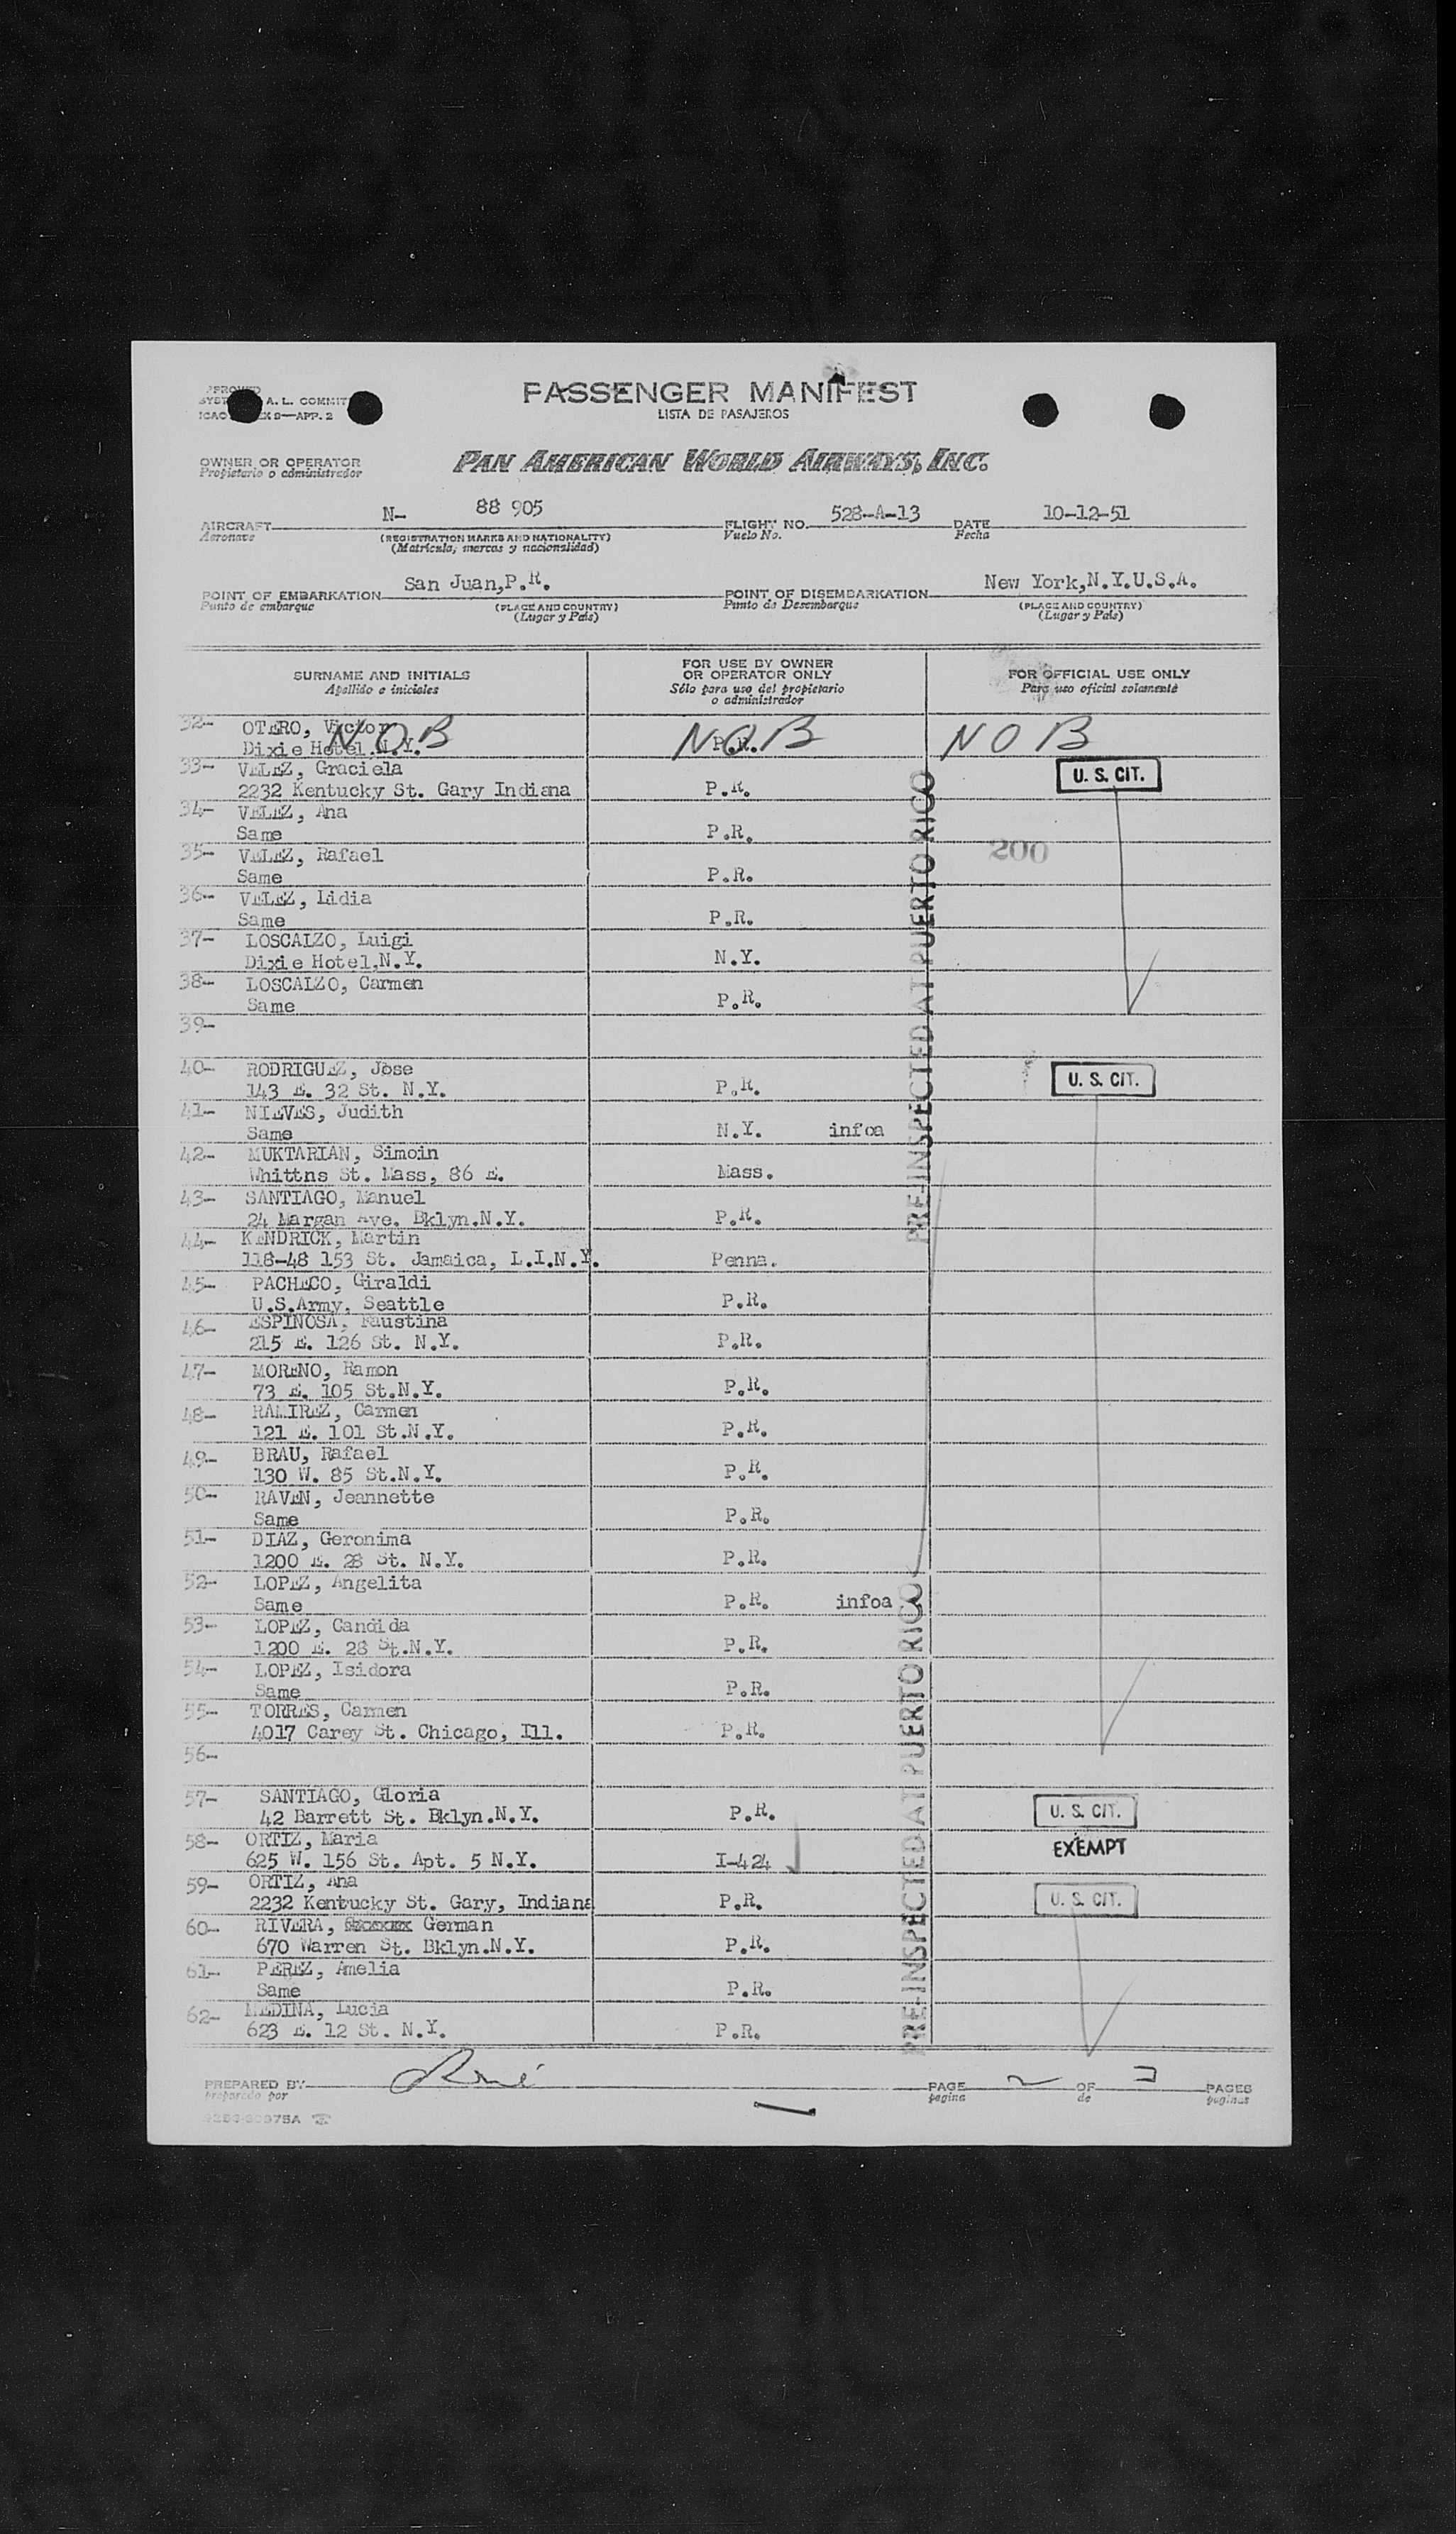 PASSENGER MANIFEST
LISTA DE PASAJEROS
A. L. COMMIT
ICAO X 9—APP. 2
OWNER OR OPERATOR
Propietario o administrador
PAN AMERICAN WORLD AIRWAYS, INC.
AIRCRAFT N- 88 905 FLIGHT NO. 528-A-13 DATE 10-12-51
Aeronave (REGISTRATION MARKS AND NATIONALITY) Vuelo No. Fecha
(Matricula, marcas y nacionalidad)
POINT OF EMBARKATION San Juan,P.R. POINT OF DISEMBARKATION New York,N.Y.U.S.A.
Punto de embarque (PLACE AND COUNTRY) Punto de Desembarque (PLACE AND COUNTRY)
(Lugar y País) (Lugar y País)
SURNAME AND INITIALS
Apellido e iniciales
FOR USE BY OWNER
OR OPERATOR ONLY
Sólo para uso del propietario
o administrador
FOR OFFICIAL USE ONLY
Para uso oficial solamente
32- OTERO, Victor
Dixie Hotel,N.Y. P.R.
NOB NOB NOB
33- VELEZ, Graciela U. S. CIT.
2232 Kentucky St. Gary Indiana P.R.
34- VELEZ, Ana
Same P.R.
35- VELEZ, Rafael
Same P.R.
36- VELEZ, Lidia
Same P.R.
37- LOSCALZO, Luigi
Dixie Hotel,N.Y. N.Y.
38- LOSCALZO, Carmen
Same P.R.
39-
PRE-INSPECTED AT PUERTO RICO
40- RODRIGUEZ, Jose U. S. CIT.
143 E. 32 St. N.Y. P.R.
41- NIEVES, Judith
Same N.Y. infoa
42- MUKTARIAN, Simoin
Whittns St. Mass, 86 E. Mass.
43- SANTIAGO, Manuel
24 Margan Ave. Bklyn.N.Y. P.R.
44- KENDRICK, Martin
118-48 153 St. Jamaica, L.I.N.Y. Penna.
45- PACHECO, Giraldi
U.S.Army, Seattle P.R.
46- ESPINOSA, Faustina
215 E. 126 St. N.Y. P.R.
47- MORENO, Ramon
73 E. 105 St.N.Y. P.R.
48- RAMIREZ, Carmen
121 E. 101 St.N.Y. P.R.
49- BRAU, Rafael
130 W. 85 St.N.Y. P.R.
50- RAVEN, Jeannette
Same P.R.
51- DIAZ, Geronima
1200 E. 28 St. N.Y. P.R.
52- LOPEZ, Angelita
Same P.R. infoa
53- LOPEZ, Candida
1200 E. 28 St.N.Y. P.R.
54- LOPEZ, Isidora
Same P.R.
55- TORRES, Carmen
4017 Carey St. Chicago, Ill. P.R.
56-
PRE-INSPECTED AT PUERTO RICO
57- SANTIAGO, Gloria
42 Barrett St. Bklyn.N.Y. P.R. U. S. CIT.
58- ORTIZ, Maria EXEMPT
625 W. 156 St. Apt. 5 N.Y. I-424
59- ORTIZ, Ana
2232 Kentucky St. Gary, Indiana P.R. U. S. CIT.
60- RIVERA, German
670 Warren St. Bklyn.N.Y. P.R.
61- PEREZ, Amelia
Same P.R.
62- MEDINA, Lucia
623 E. 12 St. N.Y. P.R.
PREPARED BY PAGE 2 OF 3 PAGES
preparado por pagina de paginas